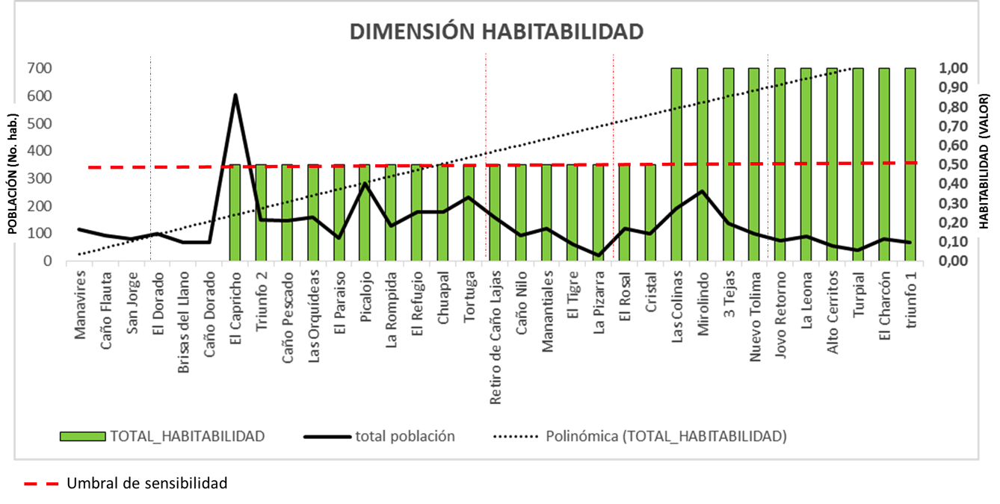 DIMENSIÓN HABITABILIDAD
POBLACIÓN (No. hab.)
700
600
500
400
300
200
100
0
1,00
0,90
0,80
0,70
0,60
0,50
0,40
0,30
0,20
0,10
0,00
HABITABILIDAD (VALOR)
Manavires
Caño Flauta
San Jorge
El Dorado
Brisas del Llano
Caño Dorado
El Capricho
Triunfo 2
Caño Pescado
Las Orquídeas
El Paraiso
Picalojo
La Rompida
El Refugio
Chuapal
Tortuga
Retiro de Caño Lajas
Caño Nilo
Manantiales
El Tigre
La Pizarra
El Rosal
Cristal
Las Colinas
Mirolindo
3 Tejas
Nuevo Tolima
Jovo Retorno
La Leona
Alto Cerritos
Turpial
El Charcón
triunfo 1
TOTAL_HABITABILIDAD
total población
Polinómica (TOTAL_HABITABILIDAD)
Umbral de sensibilidad